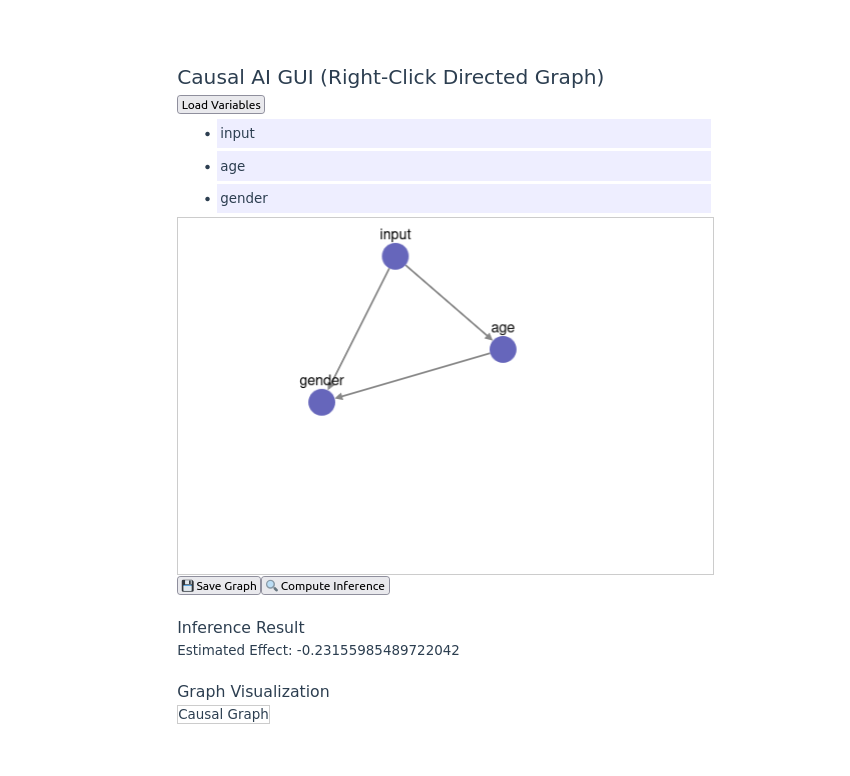 Causal AI GUI (Right-Click Directed Graph)
Load Variables
input
age
gender
input
age
gender
Save Graph Compute Inference
Inference Result
Estimated Effect: -0.23155985489722042
Graph Visualization
Causal Graph